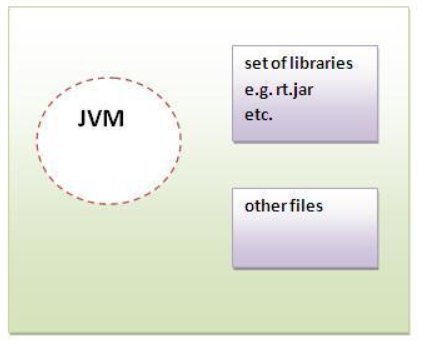 JVM
set of libraries
e.g. rt.jar
etc.
other files